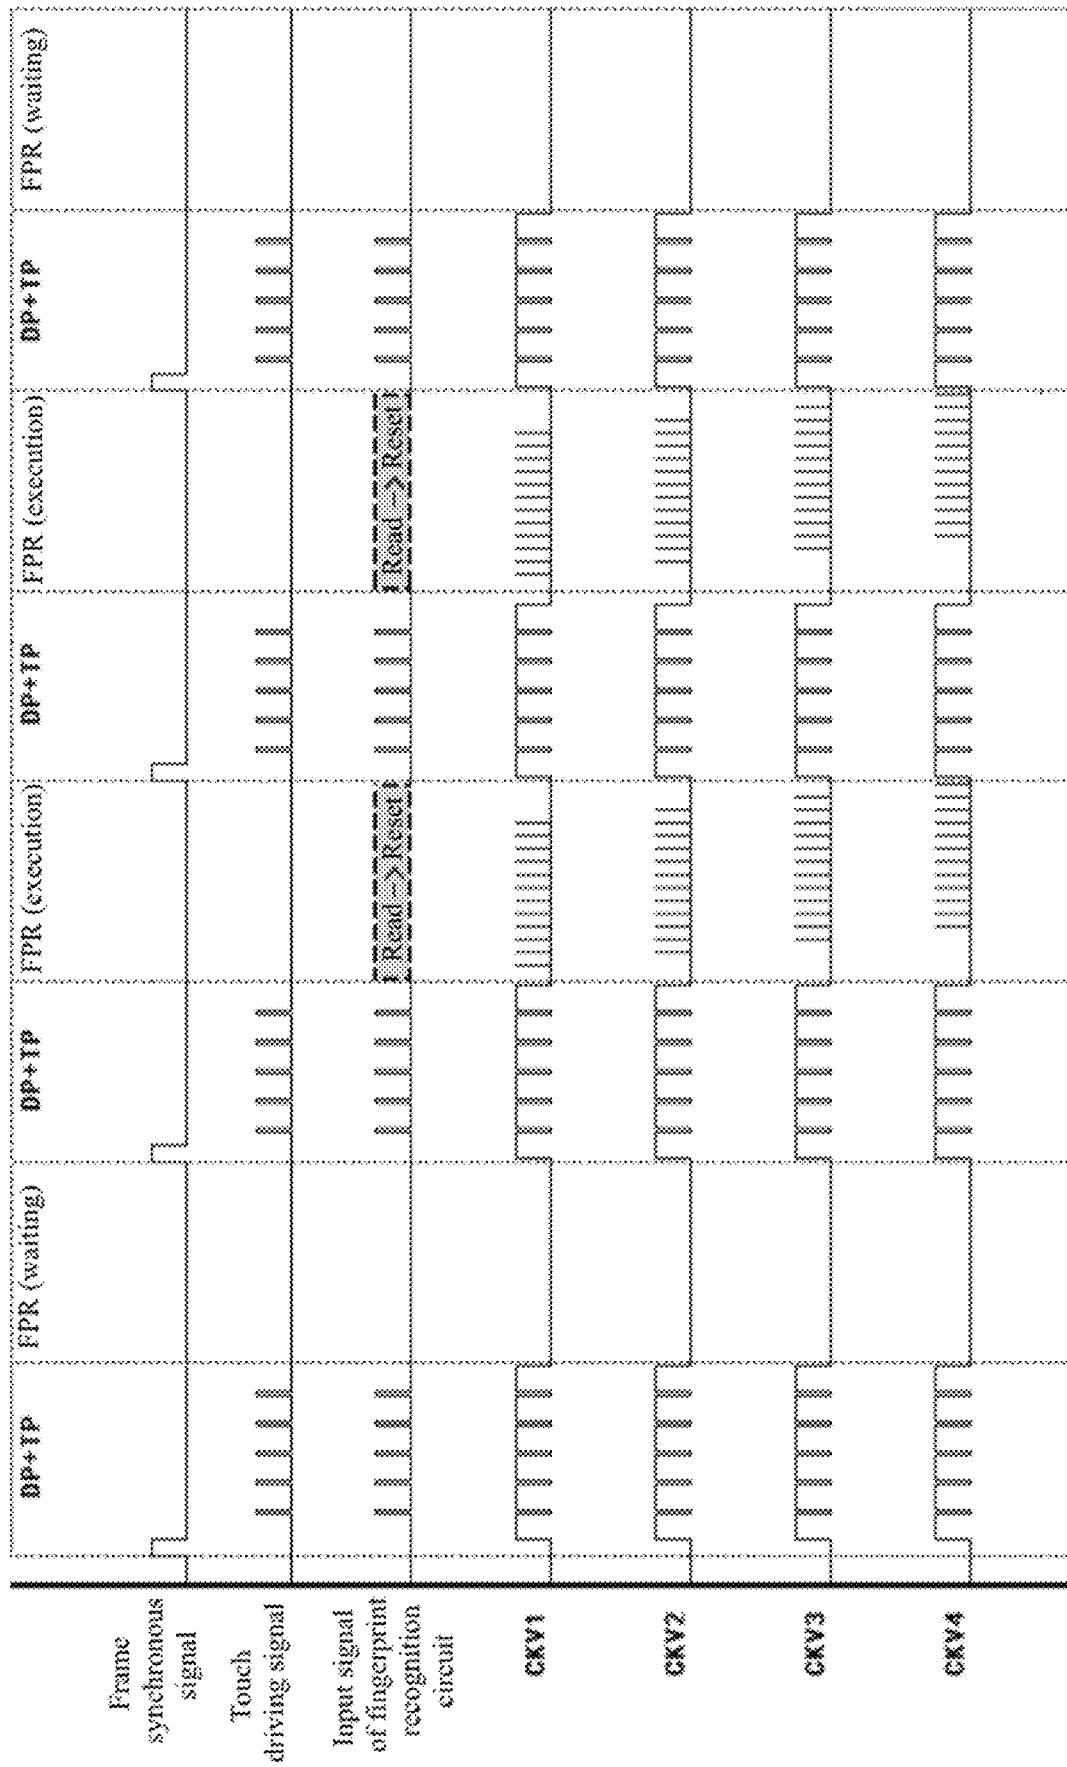 DP+TP
FPR (waiting)
DP+TP
FPR (execution)
DP+TP
FPR (execution)
DP+TP
FPR (waiting)
Frame
synchronous
signal
Touch
driving signal
Input signal
of fingerprint
recognition
circuit
Read -> Reset
Read -> Reset
CKV1
CKV2
CKV3
CKV4